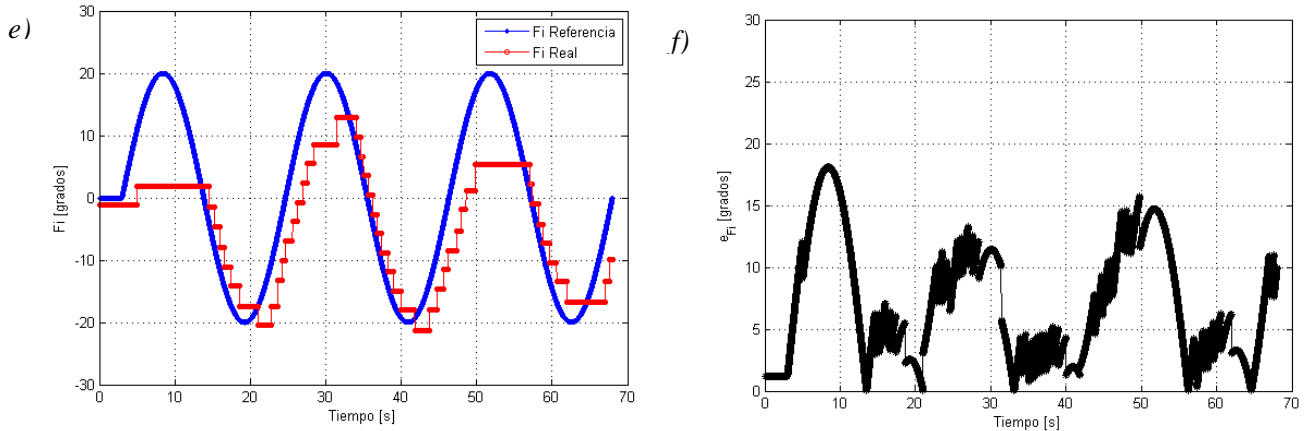 e)
30
20
10
0
-10
-20
-30
Fi [grados]
0 10 20 30 40 50 60 70
Tiempo [s]
Fi Referencia
Fi Real
f)
30
25
20
15
10
5
0
e_Fi [grados]
0 10 20 30 40 50 60 70
Tiempo [s]